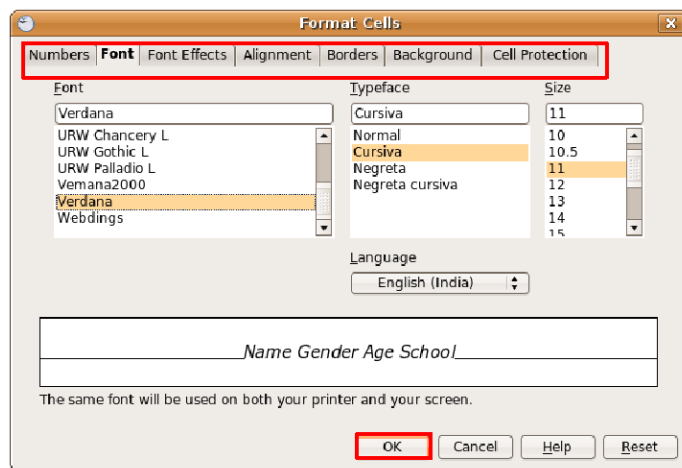 Format Cells
Numbers Font Font Effects Alignment Borders Background Cell Protection
Font Typeface Size
Verdana Cursiva 11
URW Chancery L Normal 10
URW Gothic L Cursiva 10.5
URW Palladio L Negreta 11
Vemana2000 Negreta cursiva 12
Verdana 13
Webdings 14
15
Language
English (India)
Name Gender Age School
The same font will be used on both your printer and your screen.
OK Cancel Help Reset